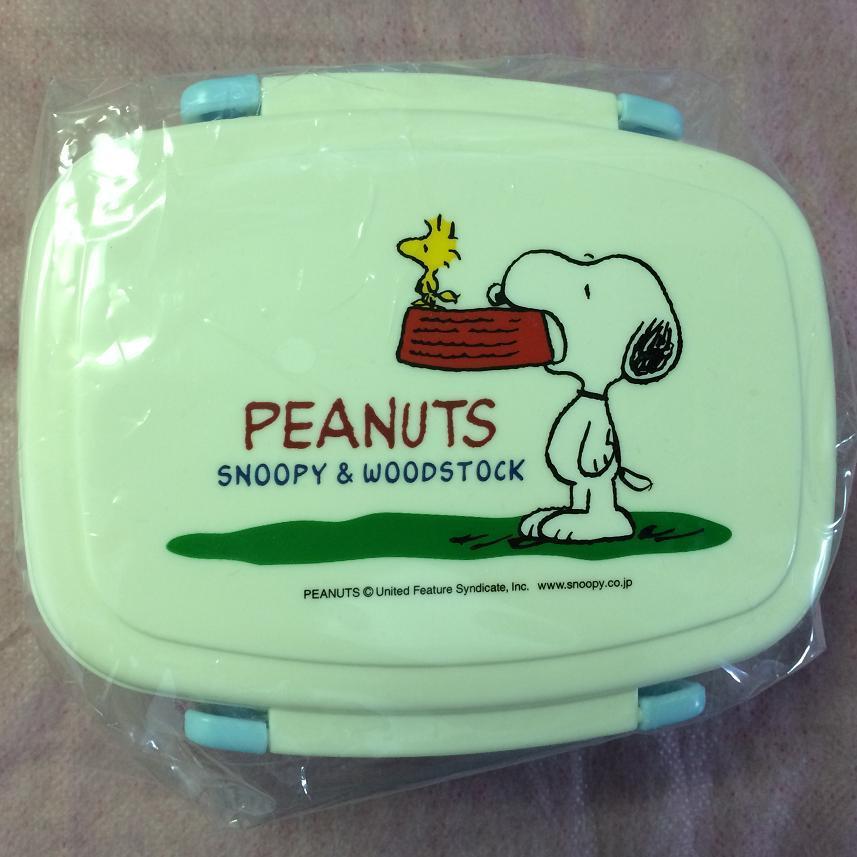 PEANUTS
SNOOPY & WOODSTOCK
PEANUTS © United Feature Syndicate, Inc. www.snoopy.co.jp